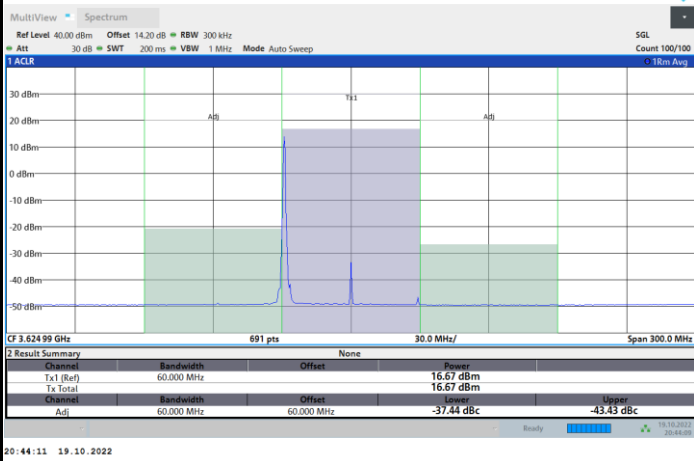 MultiView Spectrum
Ref Level 40.00 dBm Offset 14.20 dB RBW 300 kHz SGL
Att 30 dB SWT 200 ms VBW 1 MHz Mode Auto Sweep Count 100/100
1 ACLR 1Rm Avg
30 dBm
Tx1
20 dBm
Adj Adj
10 dBm
0 dBm
-10 dBm
-20 dBm
-30 dBm
-40 dBm
-50 dBm
CF 3.624 99 GHz 691 pts 30.0 MHz/ Span 300.0 MHz
2 Result Summary None
Channel Bandwidth Offset Power
Tx1 (Ref) 60.000 MHz 16.67 dBm
Tx Total 16.67 dBm
Channel Bandwidth Offset Lower Upper
Adj 60.000 MHz 60.000 MHz -37.44 dBc -43.43 dBc
Ready 19.10.2022
20:44:09
20:44:11 19.10.2022